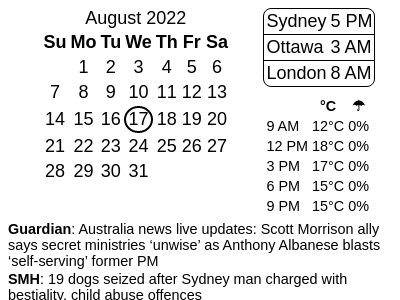 August 2022
Su Mo Tu We Th Fr Sa
1 2 3 4 5 6
7 8 9 10 11 12 13
14 15 16 17 18 19 20
21 22 23 24 25 26 27
28 29 30 31
Sydney 5 PM
Ottawa 3 AM
London 8 AM
°C ☂
9 AM 12°C 0%
12 PM 18°C 0%
3 PM 17°C 0%
6 PM 15°C 0%
9 PM 15°C 0%
Guardian: Australia news live updates: Scott Morrison ally
says secret ministries ‘unwise’ as Anthony Albanese blasts
‘self-serving’ former PM
SMH: 19 dogs seized after Sydney man charged with
bestiality, child abuse offences